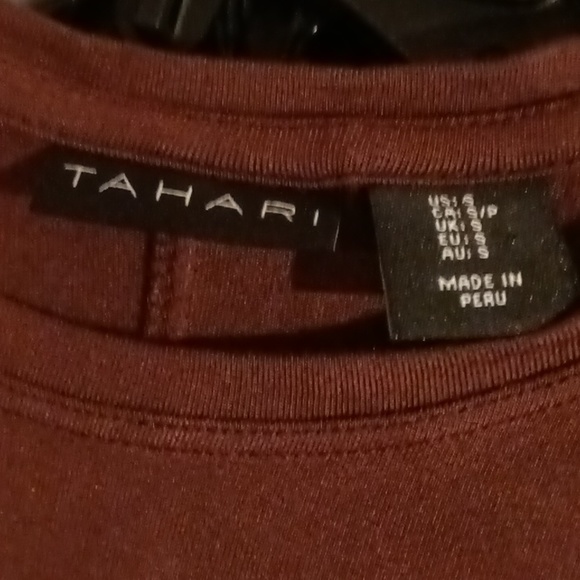 TAHARI
US: S
CA: S/P
UK: S
EU: S
AU: S
MADE IN
PERU